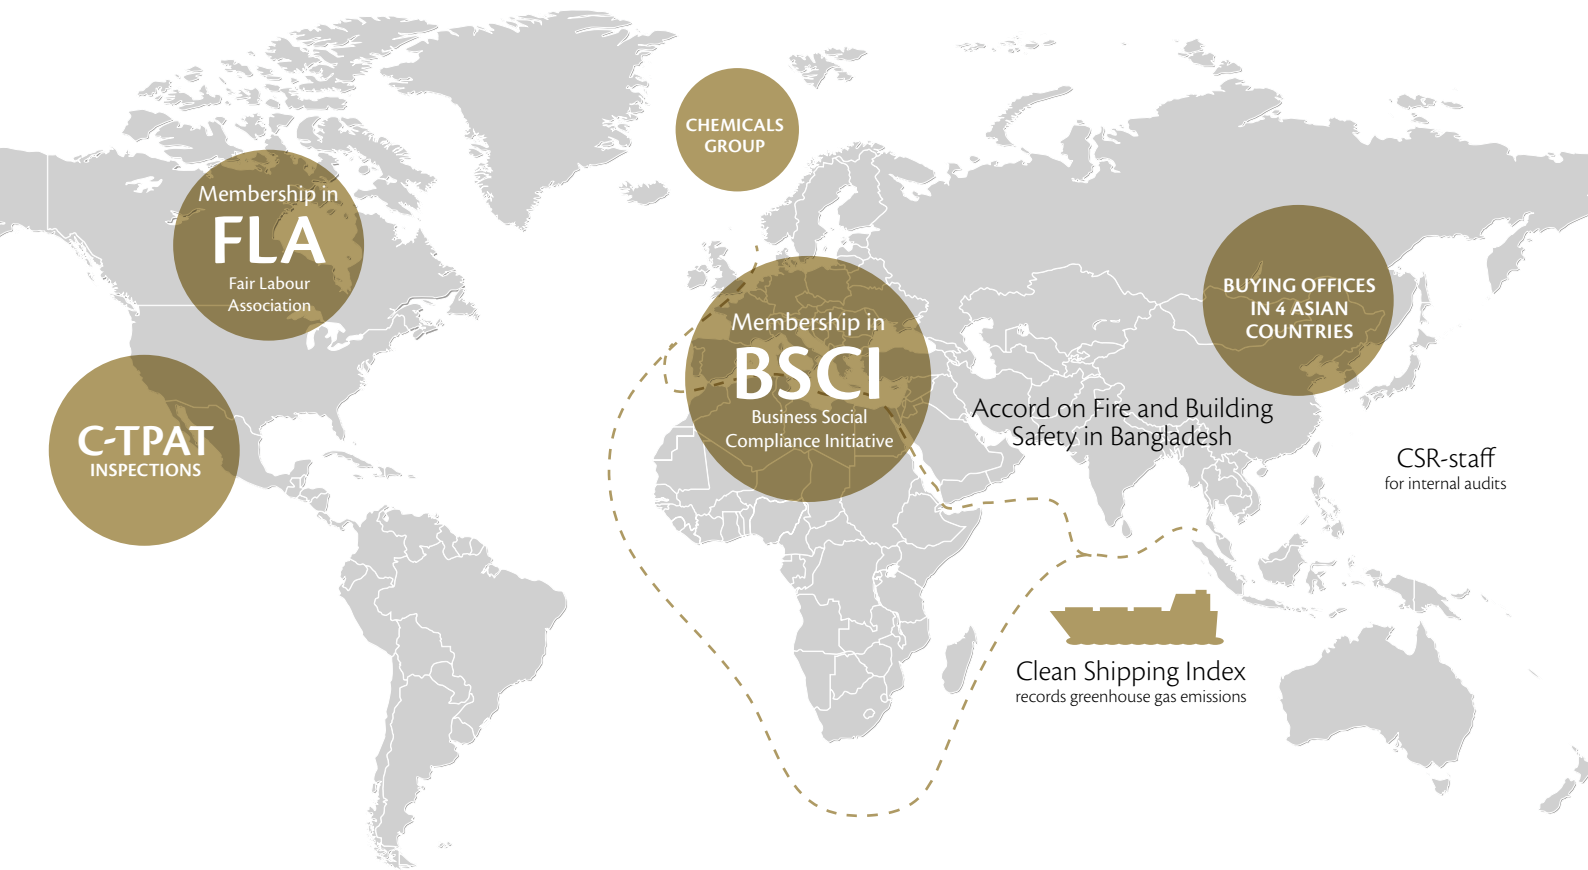 CHEMICALS
GROUP
Membership in
FLA
Fair Labour
Association
BUYING OFFICES
IN 4 ASIAN
COUNTRIES
Membership in
BSCI
Business Social
Compliance Initiative
C-TPAT
INSPECTIONS
Accord on Fire and Building
Safety in Bangladesh
CSR-staff
for internal audits
Clean Shipping Index
records greenhouse gas emissions